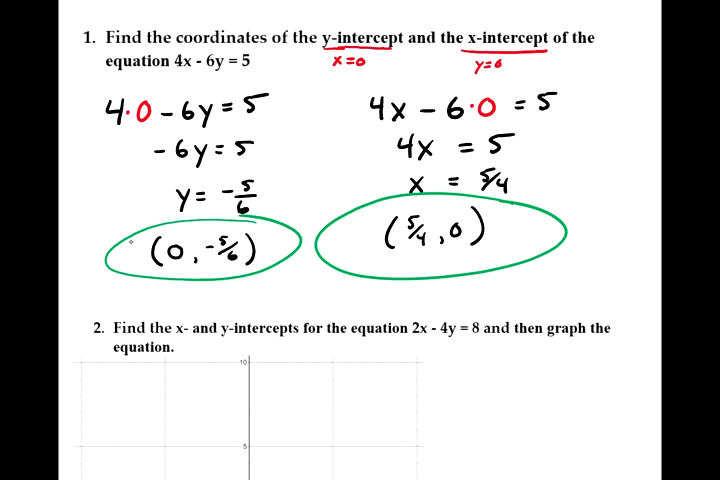 1. Find the coordinates of the y-intercept and the x-intercept of the
equation 4x - 6y = 5
x=0
y=0
4·0 - 6y = 5
4x - 6·0 = 5
- 6y = 5
4x = 5
y = -5/6
x = 5/4
(0, -5/6)
(5/4, 0)
2. Find the x- and y-intercepts for the equation 2x - 4y = 8 and then graph the
equation.
10
5